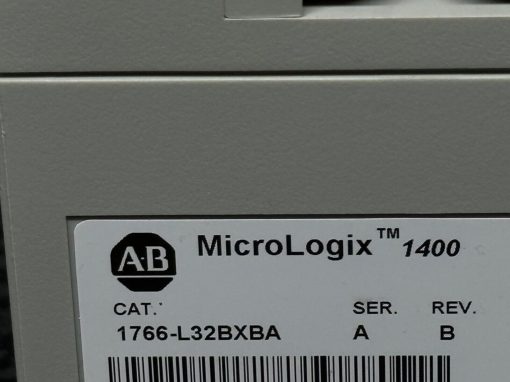 AB MicroLogix™ 1400
CAT. SER. REV.
1766-L32BXBA A B